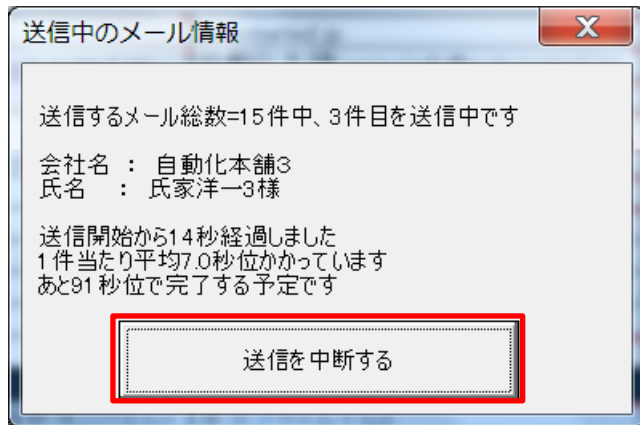 送信中のメール情報
送信するメール総数=15件中、3件目を送信中です
会社名 : 自動化本舗3
氏名 : 氏家洋一3様
送信開始から14秒経過しました
1件当たり平均7.0秒位かかっています
あと91秒位で完了する予定です
送信を中断する